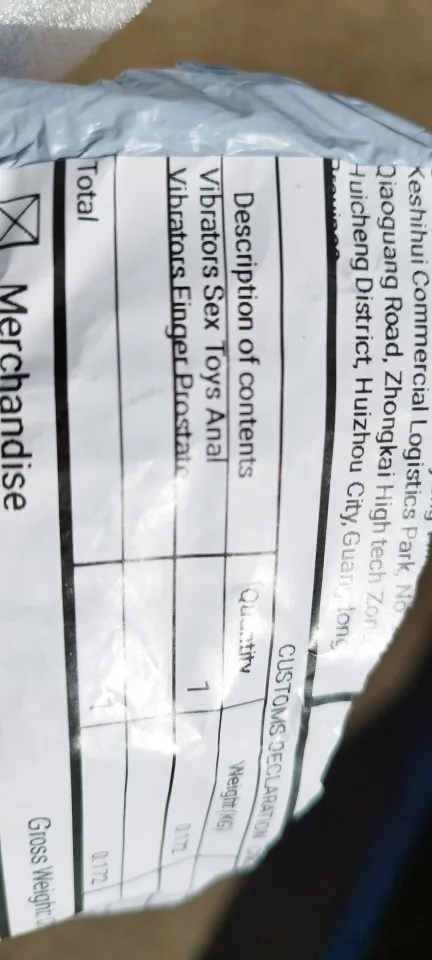 Keshihui Commercial Logistics Park, No
Qiaoguang Road, Zhongkai High tech Zon
Huicheng District, Huizhou City, Guan
CUSTOMS DECLARATION
Description of contents Quantity Weight(KG)
Vibrators Sex Toys Anal
Vibrators Finger Prostate 1 0.172
Total 1 0.172
Merchandise Gross Weight: